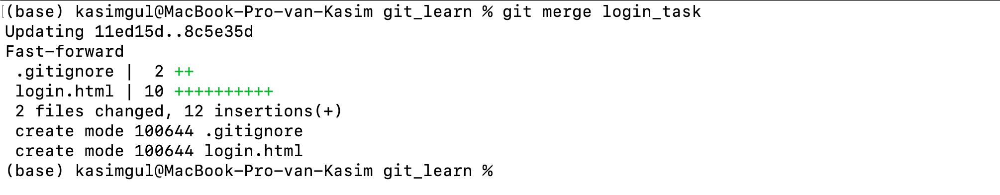 [(base) kasimgul@MacBook-Pro-van-Kasim git_learn % git merge login_task
Updating 11ed15d..8c5e35d
Fast-forward
 .gitignore |  2 ++
 login.html | 10 ++++++++++
 2 files changed, 12 insertions(+)
 create mode 100644 .gitignore
 create mode 100644 login.html
(base) kasimgul@MacBook-Pro-van-Kasim git_learn %